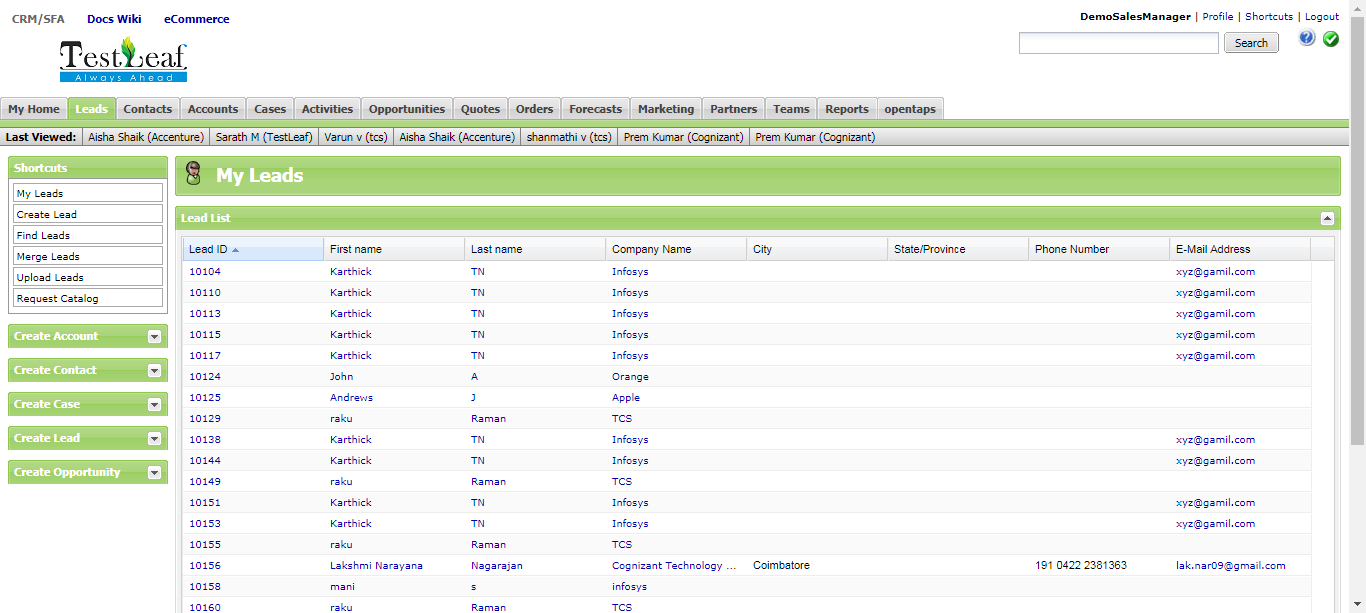 CRM/SFA Docs Wiki eCommerce
DemoSalesManager | Profile | Shortcuts | Logout
TestLeaf
Always Ahead
Search
?
My Home Leads Contacts Accounts Cases Activities Opportunities Quotes Orders Forecasts Marketing Partners Teams Reports opentaps
Last Viewed: Aisha Shaik (Accenture) Sarath M (TestLeaf) Varun v (tcs) Aisha Shaik (Accenture) shanmathi v (tcs) Prem Kumar (Cognizant) Prem Kumar (Cognizant)
Shortcuts
My Leads
Create Lead
Find Leads
Merge Leads
Upload Leads
Request Catalog
Create Account
Create Contact
Create Case
Create Lead
Create Opportunity
My Leads
Lead List
Lead ID First name Last name Company Name City State/Province Phone Number E-Mail Address
10104 Karthick TN Infosys xyz@gamil.com
10110 Karthick TN Infosys xyz@gamil.com
10113 Karthick TN Infosys xyz@gamil.com
10115 Karthick TN Infosys xyz@gamil.com
10117 Karthick TN Infosys xyz@gamil.com
10124 John A Orange
10125 Andrews J Apple
10129 raku Raman TCS
10138 Karthick TN Infosys xyz@gamil.com
10144 Karthick TN Infosys xyz@gamil.com
10149 raku Raman TCS
10151 Karthick TN Infosys xyz@gamil.com
10153 Karthick TN Infosys xyz@gamil.com
10155 raku Raman TCS
10156 Lakshmi Narayana Nagarajan Cognizant Technology ... Coimbatore 191 0422 2381363 lak.nar09@gmail.com
10158 mani s infosys
10160 raku Raman TCS